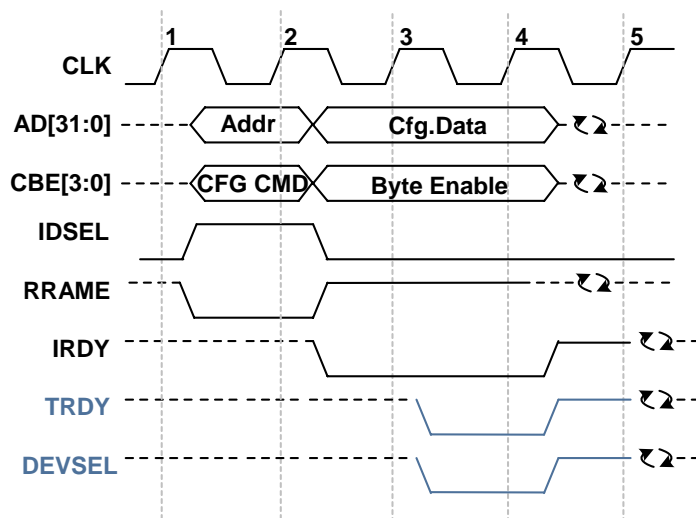 1 2 3 4 5
CLK
AD[31:0] Addr Cfg.Data
CBE[3:0] CFG CMD Byte Enable
IDSEL
RRAME
IRDY
TRDY
DEVSEL